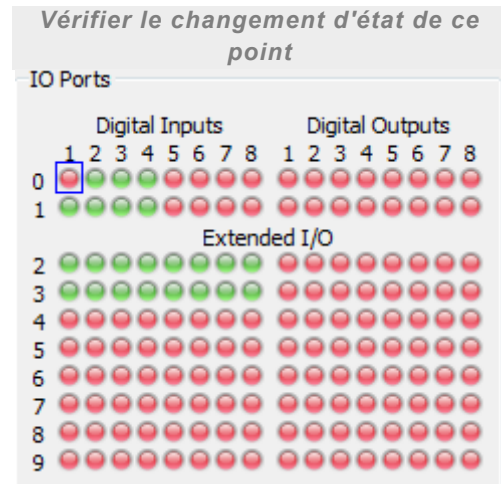 Vérifier le changement d'état de ce
point
IO Ports
Digital Inputs Digital Outputs
1 2 3 4 5 6 7 8 1 2 3 4 5 6 7 8
0
1
Extended I/O
2
3
4
5
6
7
8
9